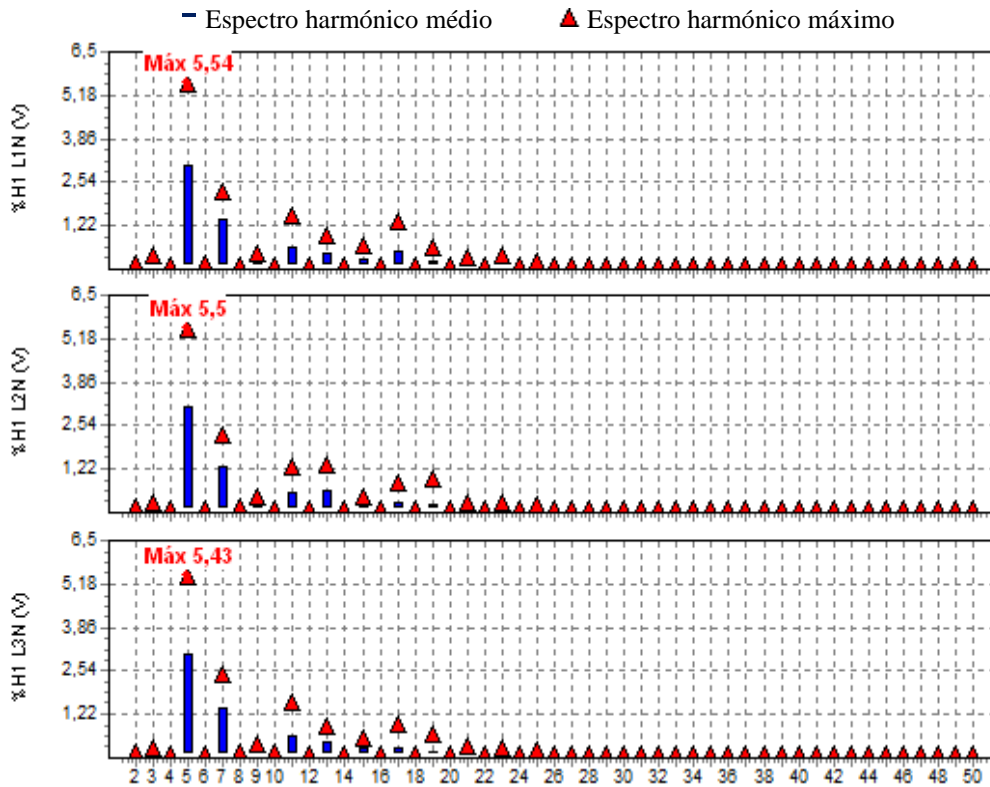 Espectro harmónico médio Espectro harmónico máximo
6,5
Máx 5,54
5,18
3,86
2,54
1,22
%H1 L1N (V)
6,5
Máx 5,5
5,18
3,86
2,54
1,22
%H1 L2N (V)
6,5
Máx 5,43
5,18
3,86
2,54
1,22
%H1 L3N (V)
2 3 4 5 6 7 8 9 10 12 14 16 18 20 22 24 26 28 30 32 34 36 38 40 42 44 46 48 50